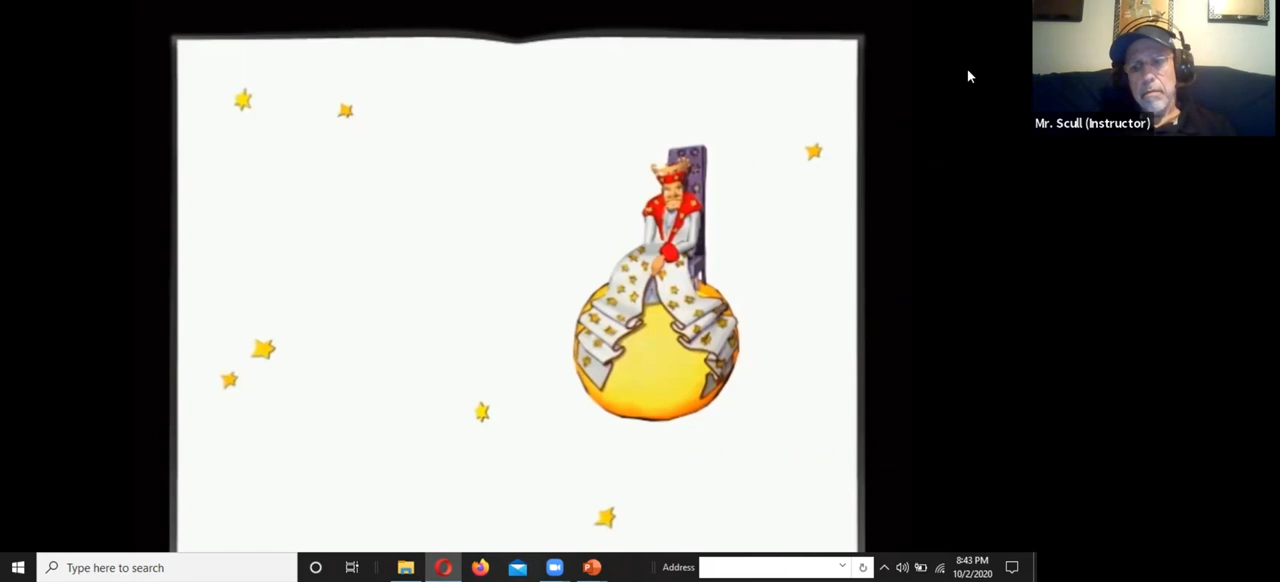 Mr. Scull (Instructor)
Type here to search
Address
8:43 PM
10/2/2020